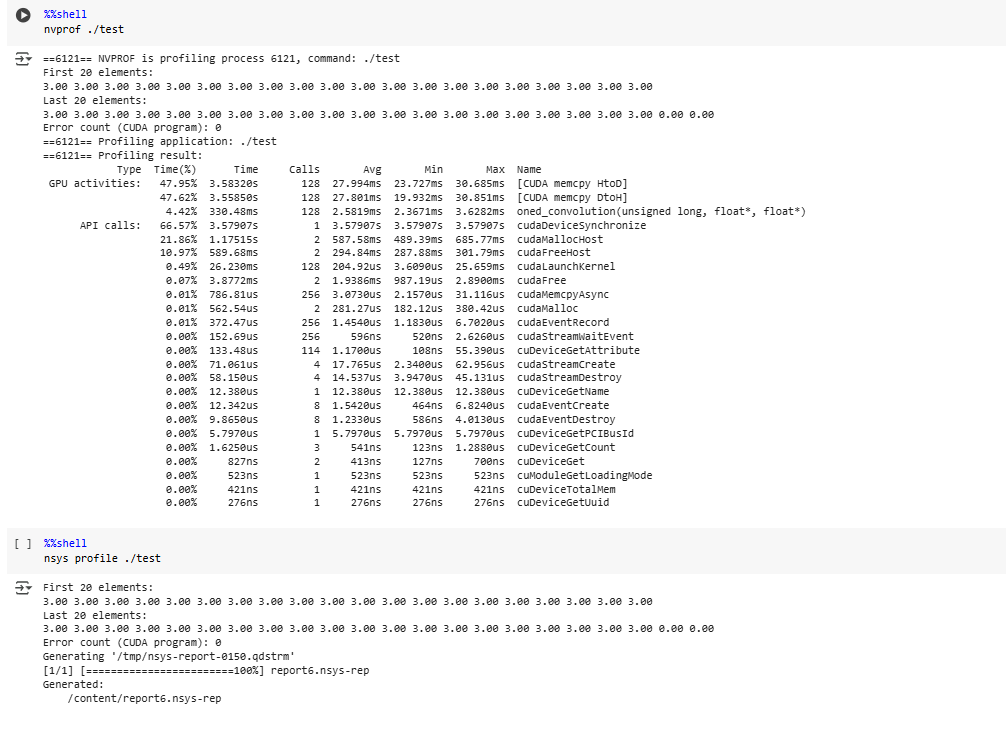 %%shell
nvprof ./test
==6121== NVPROF is profiling process 6121, command: ./test
First 20 elements:
3.00 3.00 3.00 3.00 3.00 3.00 3.00 3.00 3.00 3.00 3.00 3.00 3.00 3.00 3.00 3.00 3.00 3.00 3.00 3.00
Last 20 elements:
3.00 3.00 3.00 3.00 3.00 3.00 3.00 3.00 3.00 3.00 3.00 3.00 3.00 3.00 3.00 3.00 3.00 3.00 3.00 3.00 0.00 0.00
Error count (CUDA program): 0
==6121== Profiling application: ./test
==6121== Profiling result:
Type Time(%) Time Calls Avg Min Max Name
GPU activities: 47.95% 3.58320s 128 27.994ms 23.727ms 30.685ms [CUDA memcpy HtoD]
47.62% 3.55850s 128 27.801ms 19.932ms 30.851ms [CUDA memcpy DtoH]
4.42% 330.48ms 128 2.5819ms 2.3671ms 3.6282ms oned_convolution(unsigned long, float*, float*)
API calls: 66.57% 3.57907s 1 3.57907s 3.57907s 3.57907s cudaDeviceSynchronize
21.86% 1.17515s 2 587.58ms 489.39ms 685.77ms cudaMallocHost
10.97% 589.68ms 2 294.84ms 287.88ms 301.79ms cudaFreeHost
0.49% 26.230ms 128 204.92us 3.6090us 25.659ms cudaLaunchKernel
0.07% 3.8772ms 2 1.9386ms 987.19us 2.8900ms cudaFree
0.01% 786.81us 256 3.0730us 2.1570us 31.116us cudaMemcpyAsync
0.01% 562.54us 2 281.27us 182.12us 380.42us cudaMalloc
0.01% 372.47us 256 1.4540us 1.1830us 6.7020us cudaEventRecord
0.00% 152.69us 256 596ns 520ns 2.6260us cudaStreamWaitEvent
0.00% 133.48us 114 1.1700us 108ns 55.390us cuDeviceGetAttribute
0.00% 71.061us 4 17.765us 2.3400us 62.956us cudaStreamCreate
0.00% 58.150us 4 14.537us 3.9470us 45.131us cudaStreamDestroy
0.00% 12.380us 1 12.380us 12.380us 12.380us cuDeviceGetName
0.00% 12.342us 8 1.5420us 464ns 6.8240us cudaEventCreate
0.00% 9.8650us 8 1.2330us 586ns 4.0130us cudaEventDestroy
0.00% 5.7970us 1 5.7970us 5.7970us 5.7970us cuDeviceGetPCIBusId
0.00% 1.6250us 3 541ns 123ns 1.2880us cuDeviceGetCount
0.00% 827ns 2 413ns 127ns 700ns cuDeviceGet
0.00% 523ns 1 523ns 523ns 523ns cuModuleGetLoadingMode
0.00% 421ns 1 421ns 421ns 421ns cuDeviceTotalMem
0.00% 276ns 1 276ns 276ns 276ns cuDeviceGetUuid
[ ] %%shell
nsys profile ./test
First 20 elements:
3.00 3.00 3.00 3.00 3.00 3.00 3.00 3.00 3.00 3.00 3.00 3.00 3.00 3.00 3.00 3.00 3.00 3.00 3.00 3.00
Last 20 elements:
3.00 3.00 3.00 3.00 3.00 3.00 3.00 3.00 3.00 3.00 3.00 3.00 3.00 3.00 3.00 3.00 3.00 3.00 3.00 3.00 0.00 0.00
Error count (CUDA program): 0
Generating '/tmp/nsys-report-0150.qdstrm'
[1/1] [========================100%] report6.nsys-rep
Generated:
/content/report6.nsys-rep